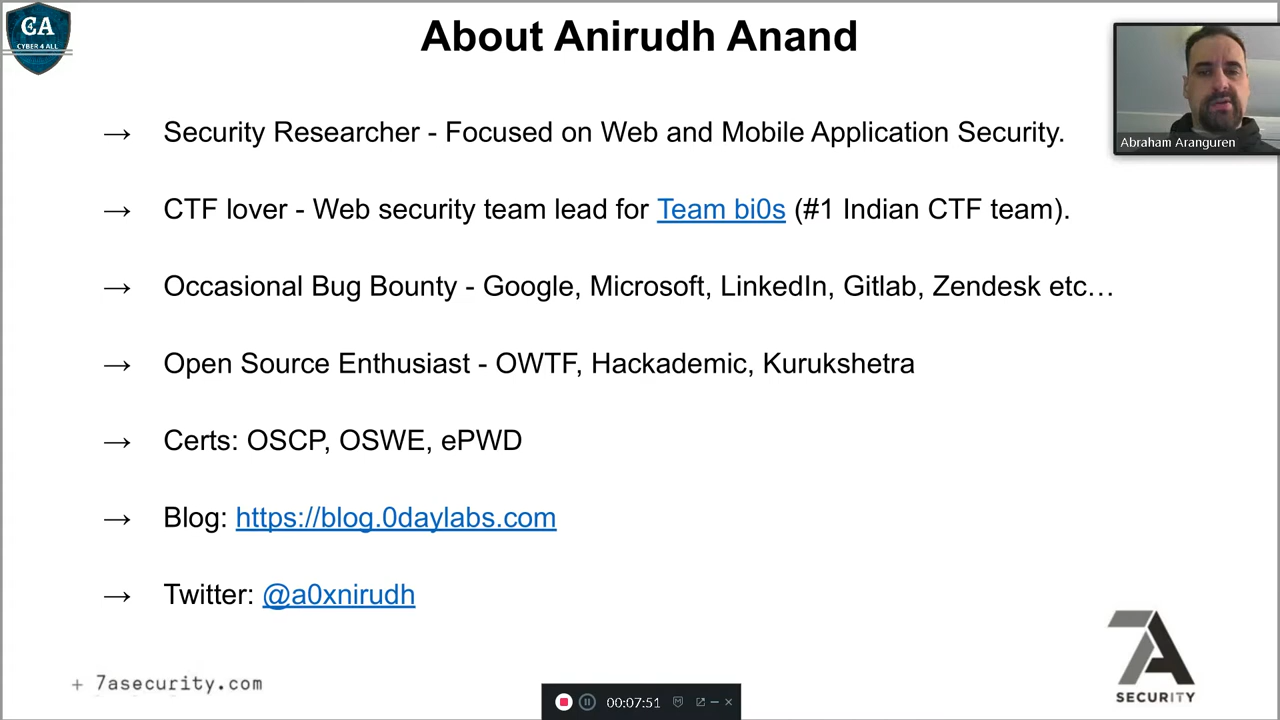 CA
CYBER 4 ALL
About Anirudh Anand
Abraham Aranguren
→ Security Researcher - Focused on Web and Mobile Application Security.
→ CTF lover - Web security team lead for Team bi0s (#1 Indian CTF team).
→ Occasional Bug Bounty - Google, Microsoft, LinkedIn, Gitlab, Zendesk etc…
→ Open Source Enthusiast - OWTF, Hackademic, Kurukshetra
→ Certs: OSCP, OSWE, ePWD
→ Blog: https://blog.0daylabs.com
→ Twitter: @a0xnirudh
+ 7asecurity.com
00:07:51
7A
SECURITY